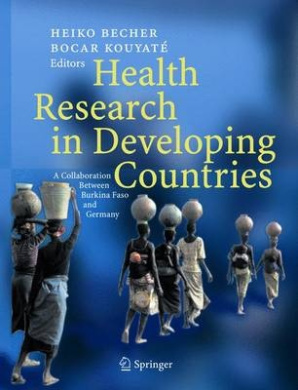 HEIKO BECHER
BOCAR KOUYATÉ
Editors
Health
Research
in Developing
Countries
A Collaboration
Between
Burkina Faso
and
Germany
Springer